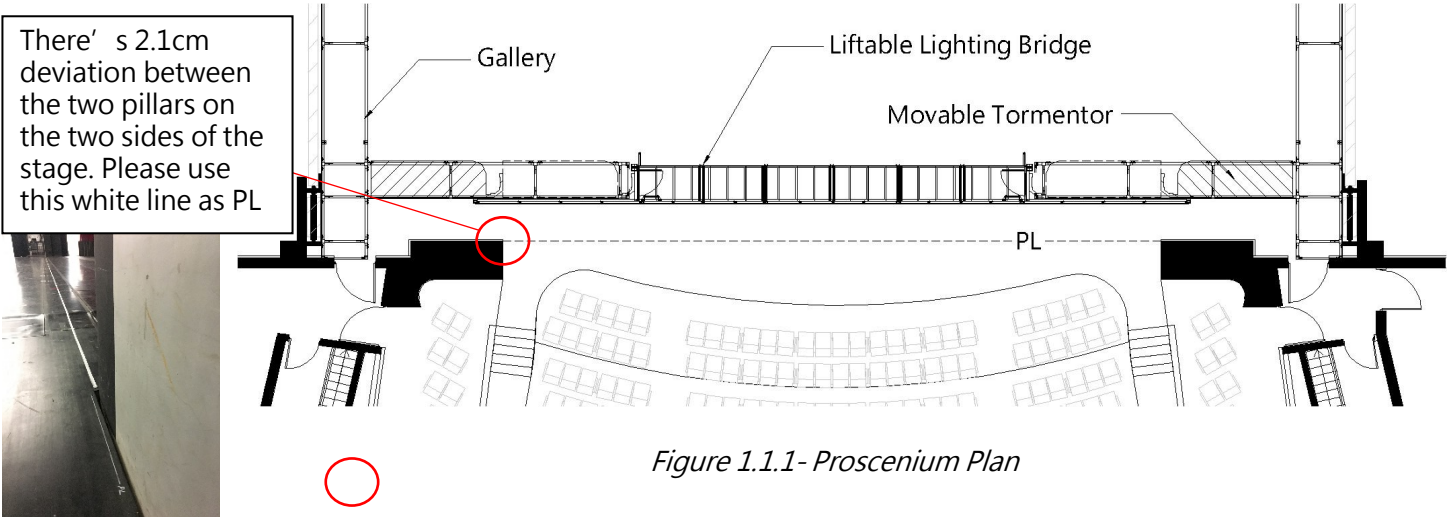 There’s 2.1cm
deviation between
the two pillars on
the two sides of the
stage. Please use
this white line as PL
Gallery
Liftable Lighting Bridge
Movable Tormentor
PL
PL
Figure 1.1.1- Proscenium Plan